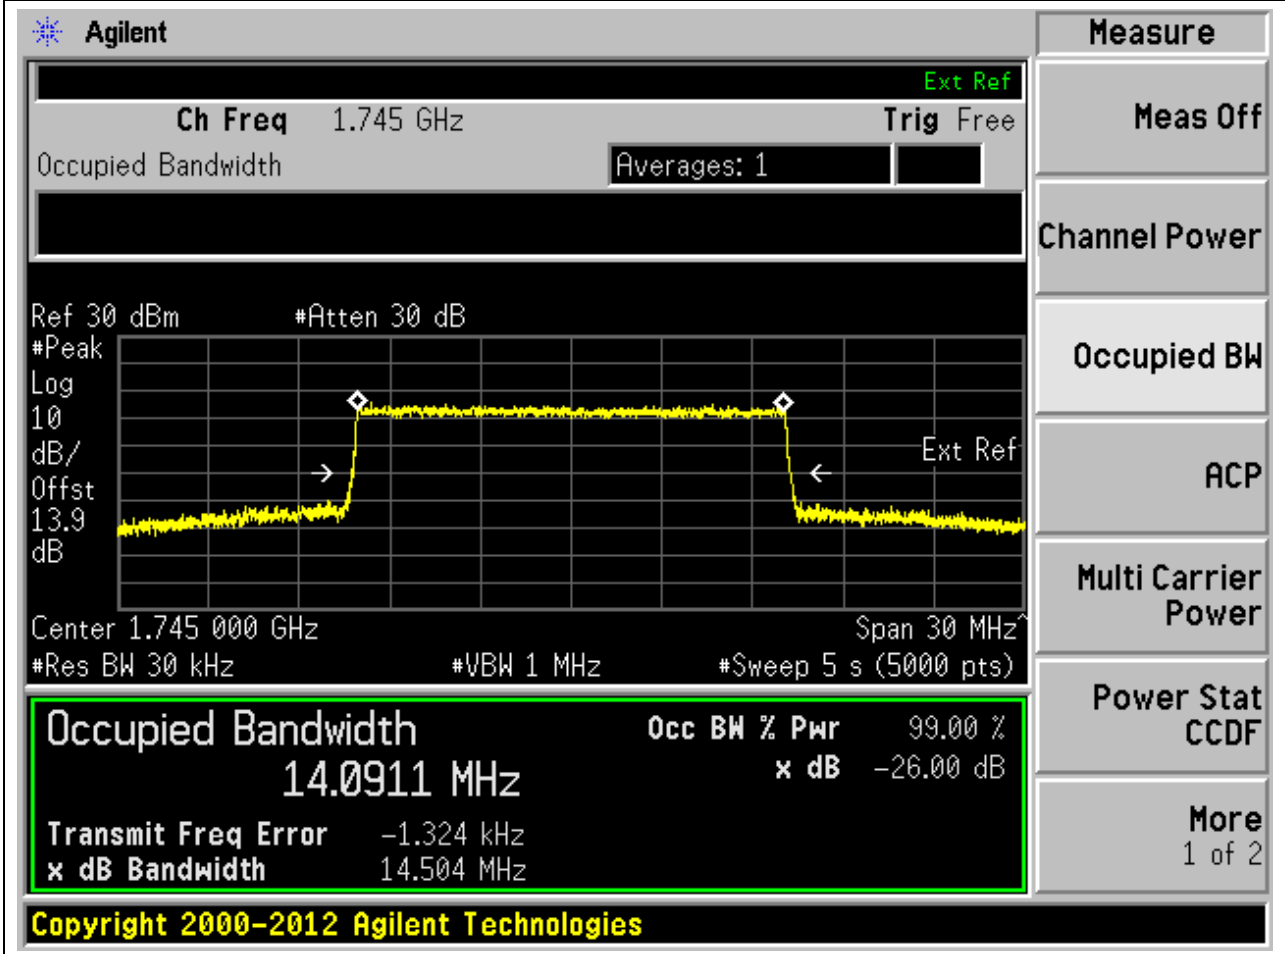 Agilent
Measure
Ext Ref
Ch Freq 1.745 GHz Trig Free
Occupied Bandwidth Averages: 1
Meas Off
Channel Power
Occupied BW
ACP
Multi Carrier
Power
Power Stat
CCDF
More
1 of 2
Ref 30 dBm #Atten 30 dB
#Peak
Log
10
dB/
Offst
13.9
dB
Ext Ref
Center 1.745 000 GHz Span 30 MHz^
#Res BW 30 kHz #VBW 1 MHz #Sweep 5 s (5000 pts)
Occupied Bandwidth Occ BW % Pwr 99.00 %
14.0911 MHz x dB -26.00 dB
Transmit Freq Error -1.324 kHz
x dB Bandwidth 14.504 MHz
Copyright 2000-2012 Agilent Technologies